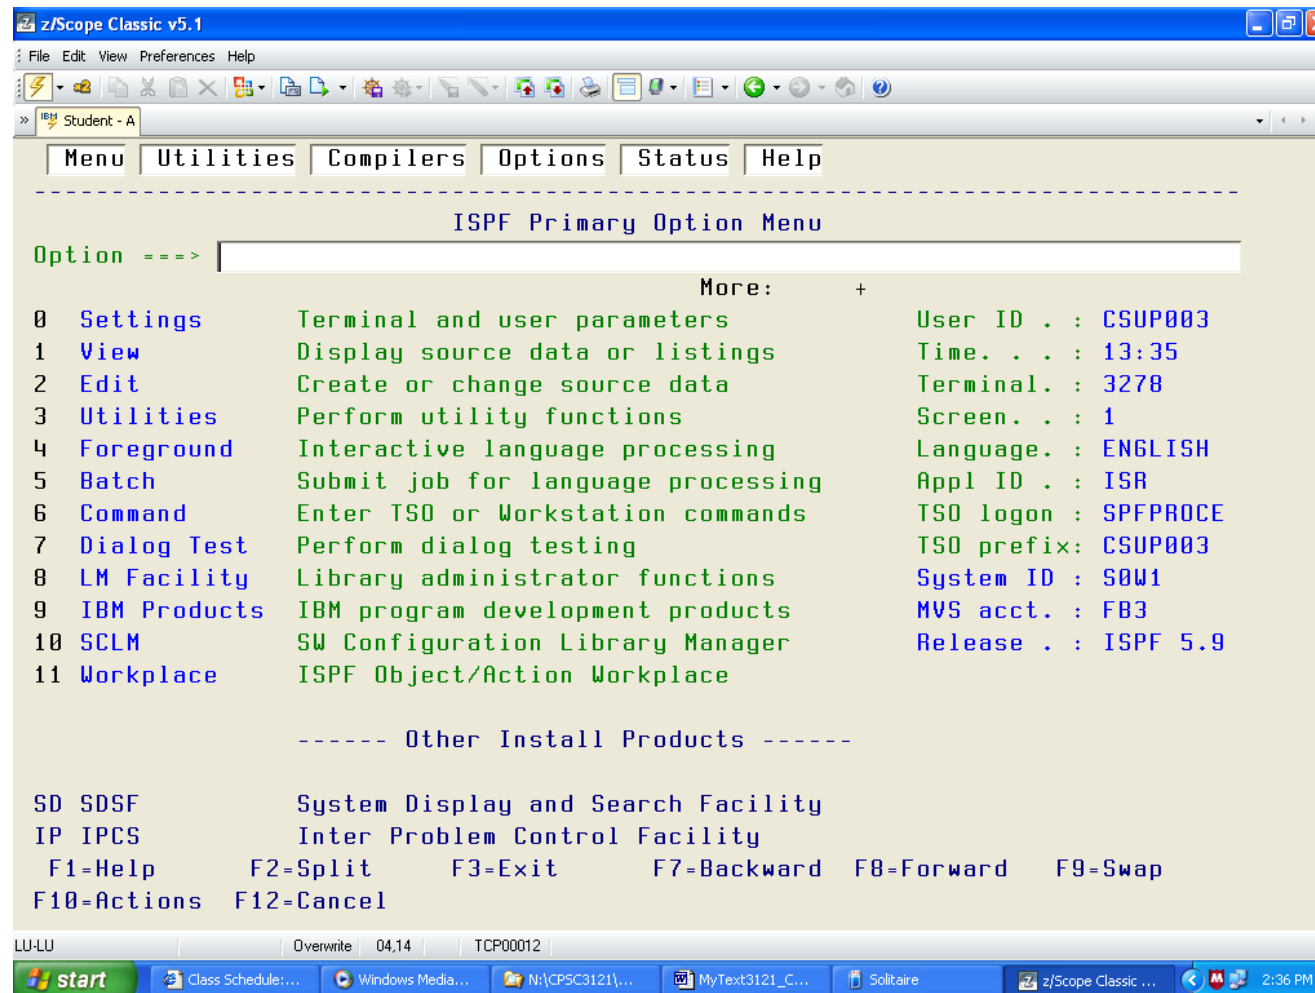 z/Scope Classic v5.1
File Edit View Preferences Help
Student - A
Menu Utilities Compilers Options Status Help
------------------------------------------------------------------------------
ISPF Primary Option Menu
Option ===>
More: +
0 Settings Terminal and user parameters User ID . : CSUP003
1 View Display source data or listings Time. . . : 13:35
2 Edit Create or change source data Terminal. : 3278
3 Utilities Perform utility functions Screen. . : 1
4 Foreground Interactive language processing Language. : ENGLISH
5 Batch Submit job for language processing Appl ID . : ISR
6 Command Enter TSO or Workstation commands TSO logon : SPFPROCE
7 Dialog Test Perform dialog testing TSO prefix: CSUP003
8 LM Facility Library administrator functions System ID : S0W1
9 IBM Products IBM program development products MVS acct. : FB3
10 SCLM SW Configuration Library Manager Release . : ISPF 5.9
11 Workplace ISPF Object/Action Workplace
------ Other Install Products ------
SD SDSF System Display and Search Facility
IP IPCS Inter Problem Control Facility
F1=Help F2=Split F3=Exit F7=Backward F8=Forward F9=Swap
F10=Actions F12=Cancel
LU-LU Overwrite 04,14 TCP00012
start Class Schedule:... Windows Media... N:\CPSC3121\... MyText3121_C... Solitaire z/Scope Classic ... 2:36 PM